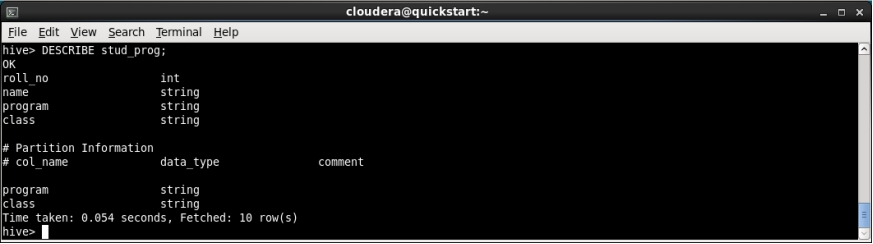 cloudera@quickstart:~
File Edit View Search Terminal Help
hive> DESCRIBE stud_prog;
OK
roll_no int
name string
program string
class string
# Partition Information
# col_name data_type comment
program string
class string
Time taken: 0.054 seconds, Fetched: 10 row(s)
hive>